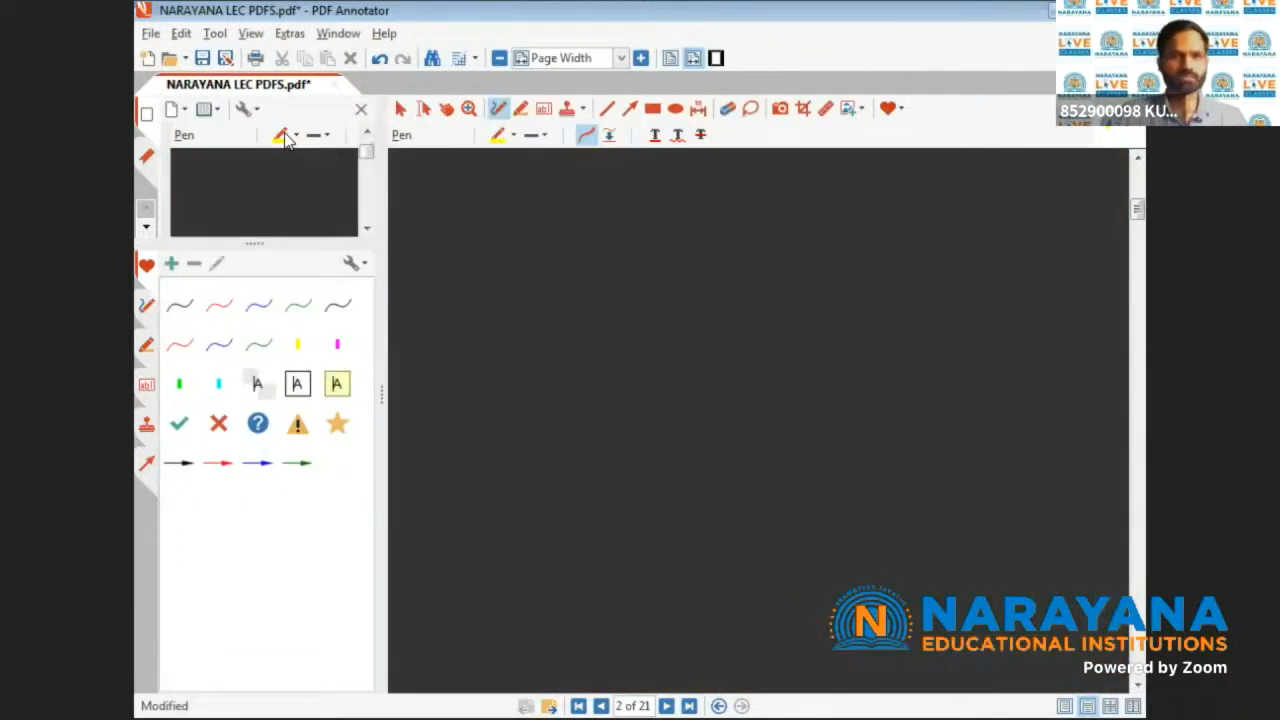 NARAYANA LEC PDFS.pdf* - PDF Annotator
File Edit Tool View Extras Window Help
Page Width
NARAYANA LEC PDFS.pdf*
Pen
Pen
852900098 KU...
NARAYANA
EDUCATIONAL INSTITUTIONS
Powered by Zoom
Modified
2 of 21